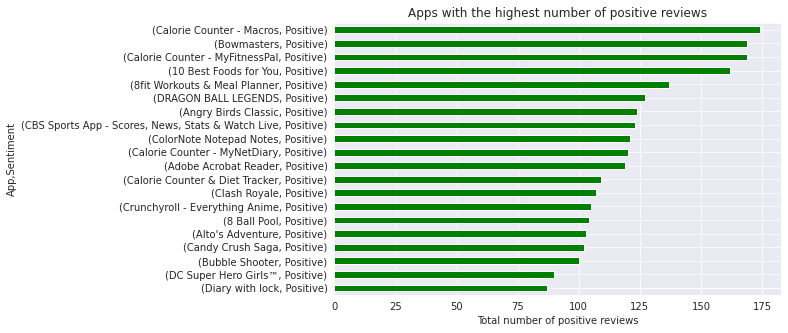 Apps with the highest number of positive reviews
App,Sentiment
(Calorie Counter - Macros, Positive)
(Bowmasters, Positive)
(Calorie Counter - MyFitnessPal, Positive)
(10 Best Foods for You, Positive)
(8fit Workouts & Meal Planner, Positive)
(DRAGON BALL LEGENDS, Positive)
(Angry Birds Classic, Positive)
(CBS Sports App - Scores, News, Stats & Watch Live, Positive)
(ColorNote Notepad Notes, Positive)
(Calorie Counter - MyNetDiary, Positive)
(Adobe Acrobat Reader, Positive)
(Calorie Counter & Diet Tracker, Positive)
(Clash Royale, Positive)
(Crunchyroll - Everything Anime, Positive)
(8 Ball Pool, Positive)
(Alto's Adventure, Positive)
(Candy Crush Saga, Positive)
(Bubble Shooter, Positive)
(DC Super Hero Girls™, Positive)
(Diary with lock, Positive)
0 25 50 75 100 125 150 175
Total number of positive reviews